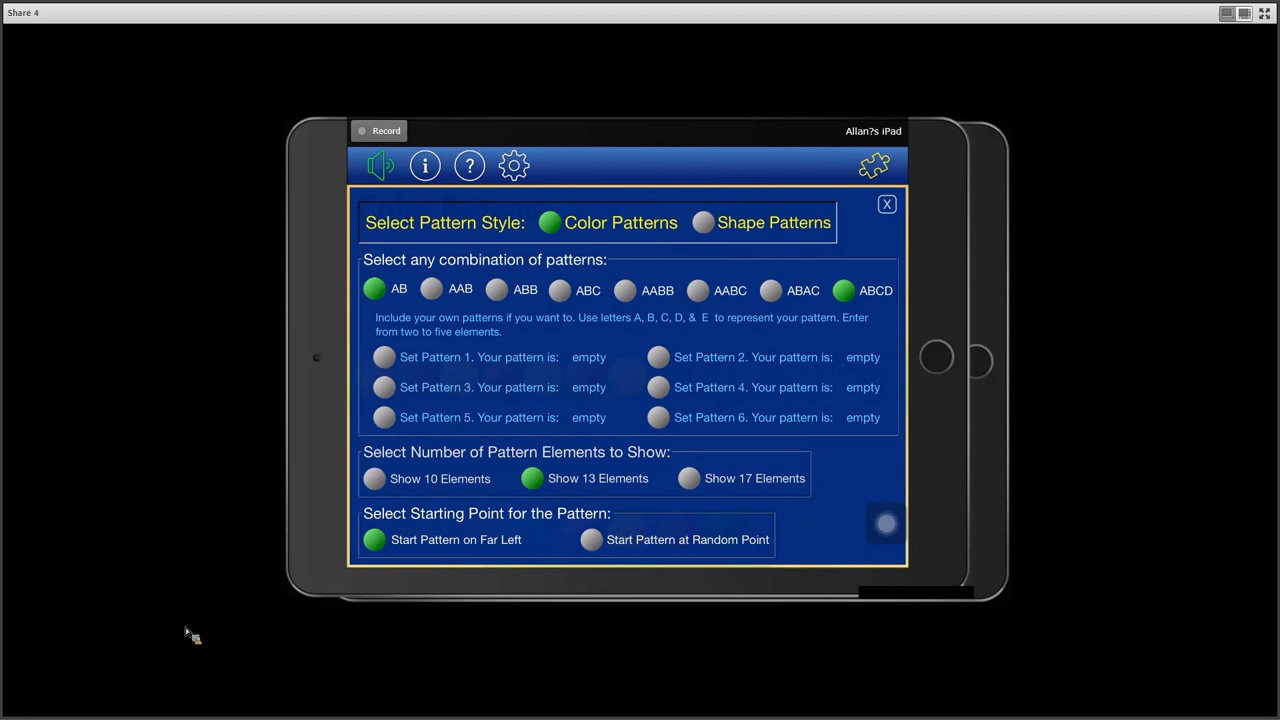 Share 4
Record
Allan?s iPad
i ?
X
Select Pattern Style: Color Patterns Shape Patterns
Select any combination of patterns:
AB AAB ABB ABC AABB AABC ABAC ABCD
Include your own patterns if you want to. Use letters A, B, C, D, & E to represent your pattern. Enter
from two to five elements.
Set Pattern 1. Your pattern is: empty Set Pattern 2. Your pattern is: empty
Set Pattern 3. Your pattern is: empty Set Pattern 4. Your pattern is: empty
Set Pattern 5. Your pattern is: empty Set Pattern 6. Your pattern is: empty
Select Number of Pattern Elements to Show:
Show 10 Elements Show 13 Elements Show 17 Elements
Select Starting Point for the Pattern:
Start Pattern on Far Left Start Pattern at Random Point